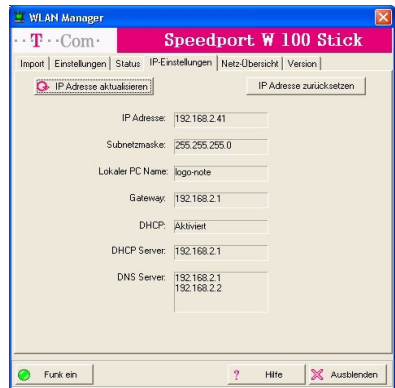 WLAN Manager
··T··Com· Speedport W 100 Stick
Import Einstellungen Status IP-Einstellungen Netz-Übersicht Version
IP Adresse aktualisieren IP Adresse zurücksetzen
IP Adresse: 192.168.2.41
Subnetzmaske: 255.255.255.0
Lokaler PC Name: logo-note
Gateway: 192.168.2.1
DHCP: Aktiviert
DHCP Server: 192.168.2.1
DNS Server: 192.168.2.1
192.168.2.2
Funk ein ? Hilfe Ausblenden